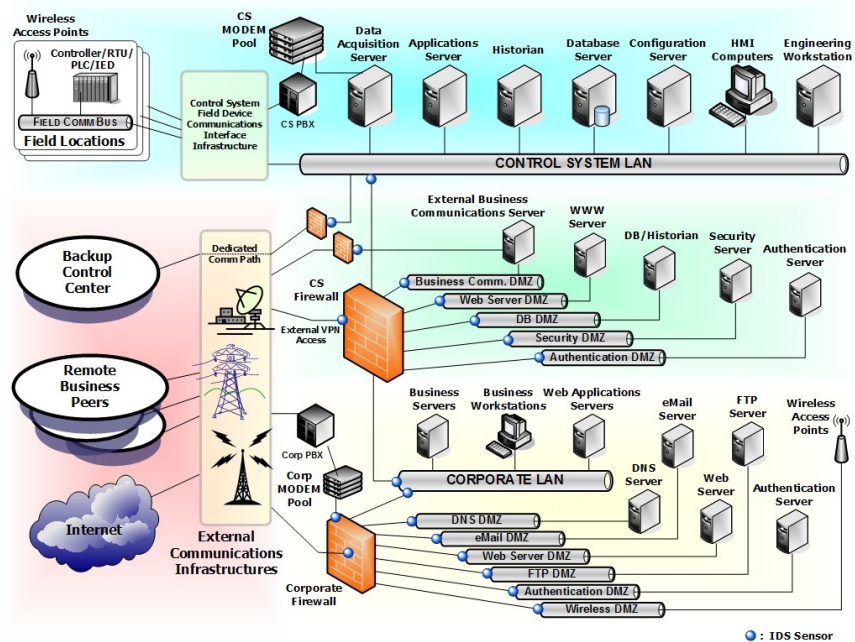 Wireless
Access Points
Controller/RTU/
PLC/IED
FIELD COMM BUS
Field Locations
Control System
Field Device
Communications
Interface
Infrastructure
CS
MODEM
Pool
CS PBX
Data
Acquisition
Server
Applications
Server
Historian
Database
Server
Configuration
Server
HMI
Computers
Engineering
Workstation
CONTROL SYSTEM LAN
Backup
Control
Center
Remote
Business
Peers
Internet
Dedicated
Comm Path
External VPN
Access
External
Communications
Infrastructures
CS
Firewall
External Business
Communications Server
WWW
Server
DB/Historian
Security
Server
Authentication
Server
Business Comm. DMZ
Web Server DMZ
DB DMZ
Security DMZ
Authentication DMZ
Corp PBX
Corp
MODEM
Pool
Business
Servers
Business
Workstations
Web Applications
Servers
CORPORATE LAN
eMail
Server
FTP
Server
Wireless
Access
Points
DNS
Server
Web
Server
Authentication
Server
Corporate
Firewall
DNS DMZ
eMail DMZ
Web Server DMZ
FTP DMZ
Authentication DMZ
Wireless DMZ
: IDS Sensor